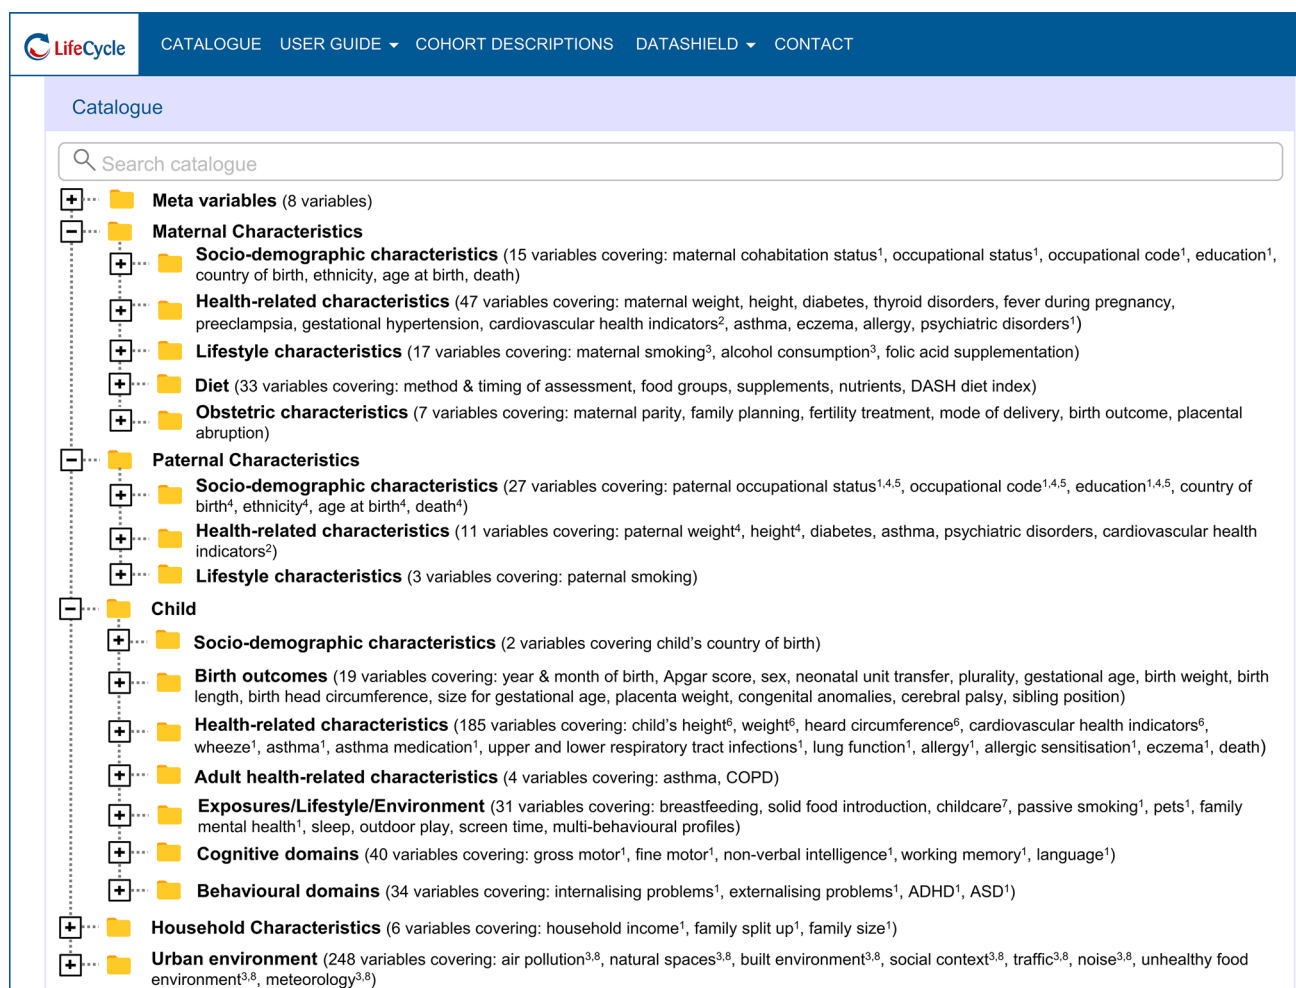 LifeCycle CATALOGUE USER GUIDE COHORT DESCRIPTIONS DATASHIELD CONTACT
Catalogue
Search catalogue
Meta variables (8 variables)
Maternal Characteristics
Socio-demographic characteristics (15 variables covering: maternal cohabitation status¹, occupational status¹, occupational code¹, education¹,
country of birth, ethnicity, age at birth, death)
Health-related characteristics (47 variables covering: maternal weight, height, diabetes, thyroid disorders, fever during pregnancy,
preeclampsia, gestational hypertension, cardiovascular health indicators², asthma, eczema, allergy, psychiatric disorders¹)
Lifestyle characteristics (17 variables covering: maternal smoking³, alcohol consumption³, folic acid supplementation)
Diet (33 variables covering: method & timing of assessment, food groups, supplements, nutrients, DASH diet index)
Obstetric characteristics (7 variables covering: maternal parity, family planning, fertility treatment, mode of delivery, birth outcome, placental
abruption)
Paternal Characteristics
Socio-demographic characteristics (27 variables covering: paternal occupational status¹,⁴,⁵, occupational code¹,⁴,⁵, education¹,⁴,⁵, country of
birth⁴, ethnicity⁴, age at birth⁴, death⁴)
Health-related characteristics (11 variables covering: paternal weight⁴, height⁴, diabetes, asthma, psychiatric disorders, cardiovascular health
indicators²)
Lifestyle characteristics (3 variables covering: paternal smoking)
Child
Socio-demographic characteristics (2 variables covering child's country of birth)
Birth outcomes (19 variables covering: year & month of birth, Apgar score, sex, neonatal unit transfer, plurality, gestational age, birth weight, birth
length, birth head circumference, size for gestational age, placenta weight, congenital anomalies, cerebral palsy, sibling position)
Health-related characteristics (185 variables covering: child's height⁶, weight⁶, heard circumference⁶, cardiovascular health indicators⁶,
wheeze¹, asthma¹, asthma medication¹, upper and lower respiratory tract infections¹, lung function¹, allergy¹, allergic sensitisation¹, eczema¹, death)
Adult health-related characteristics (4 variables covering: asthma, COPD)
Exposures/Lifestyle/Environment (31 variables covering: breastfeeding, solid food introduction, childcare⁷, passive smoking¹, pets¹, family
mental health¹, sleep, outdoor play, screen time, multi-behavioural profiles)
Cognitive domains (40 variables covering: gross motor¹, fine motor¹, non-verbal intelligence¹, working memory¹, language¹)
Behavioural domains (34 variables covering: internalising problems¹, externalising problems¹, ADHD¹, ASD¹)
Household Characteristics (6 variables covering: household income¹, family split up¹, family size¹)
Urban environment (248 variables covering: air pollution³,⁸, natural spaces³,⁸, built environment³,⁸, social context³,⁸, traffic³,⁸, noise³,⁸, unhealthy food
environment³,⁸, meteorology³,⁸)